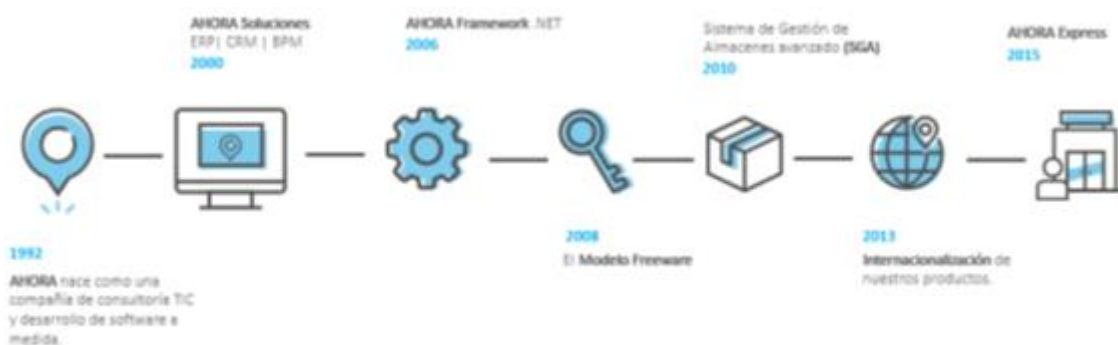 AHORA Soluciones
ERP| CRM | BPM
2000
AHORA Framework .NET
2006
Sistema de Gestión de
Almacenes avanzado (SGA)
2010
AHORA Express
2015
1992
AHORA nace como una
compañía de consultoría TIC
y desarrollo de software a
medida.
2008
El Modelo Freeware
2013
Internacionalización de
nuestros productos.